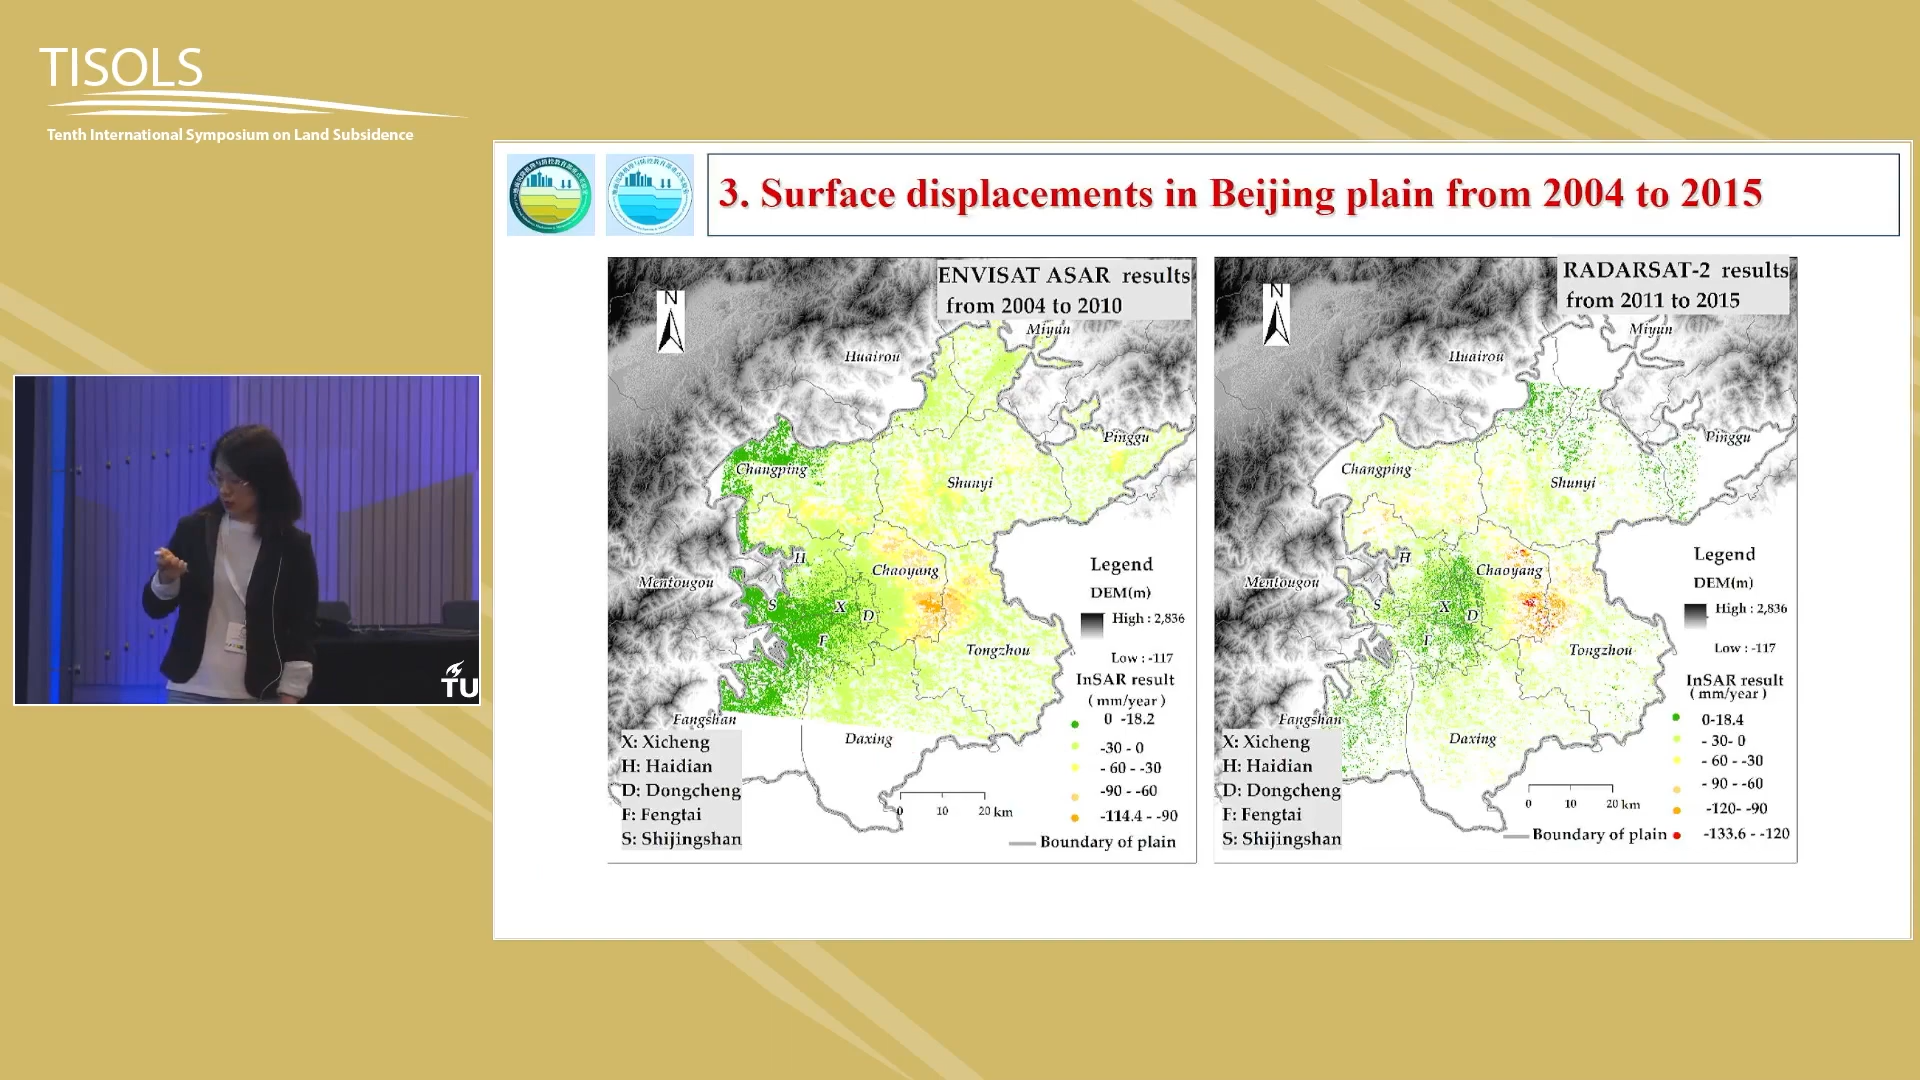 TISOLS
Tenth International Symposium on Land Subsidence
3. Surface displacements in Beijing plain from 2004 to 2015
ENVISAT ASAR results
from 2004 to 2010
N
Miyun
Huairou
Pinggu
Changping
Shunyi
H
Chaoyang
Mentougou
S
X
D
F
Tongzhou
Fangshan
Daxing
X: Xicheng
H: Haidian
D: Dongcheng
F: Fengtai
S: Shijingshan
Legend
DEM(m)
High : 2,836
Low : -117
InSAR result
( mm/year )
0 -18.2
-30 - 0
- 60 - -30
-90 - -60
-114.4 - -90
0 10 20 km
Boundary of plain
RADARSAT-2 results
from 2011 to 2015
N
Miyun
Huairou
Pinggu
Changping
Shunyi
H
Chaoyang
Mentougou
S
X
D
F
Tongzhou
Fangshan
Daxing
X: Xicheng
H: Haidian
D: Dongcheng
F: Fengtai
S: Shijingshan
Legend
DEM(m)
High : 2,836
Low : -117
InSAR result
( mm/year )
0-18.4
- 30- 0
- 60 - -30
- 90 - -60
-120- -90
-133.6 - -120
0 10 20 km
Boundary of plain
TU